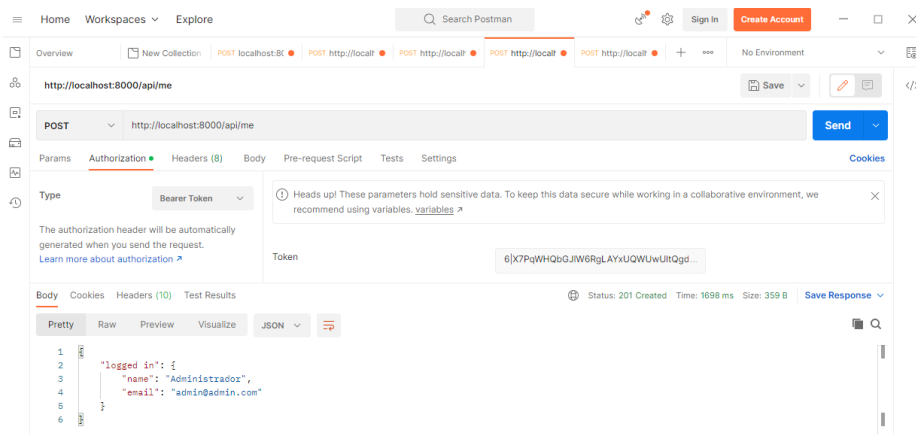 Home Workspaces Explore Search Postman Sign In Create Account
Overview New Collection POST localhost:8( POST http://localh POST http://localh POST http://localh POST http://localh No Environment
http://localhost:8000/api/me Save
POST http://localhost:8000/api/me Send
Params Authorization Headers (8) Body Pre-request Script Tests Settings Cookies
Type Bearer Token
Heads up! These parameters hold sensitive data. To keep this data secure while working in a collaborative environment, we
recommend using variables. variables ↗
The authorization header will be automatically
generated when you send the request.
Learn more about authorization ↗
Token 6|X7PqWHQbGJIW6RgLAYxUQWUwUItQgd...
Body Cookies Headers (10) Test Results Status: 201 Created Time: 1698 ms Size: 359 B Save Response
Pretty Raw Preview Visualize JSON
1 {
2 "logged in": {
3 "name": "Administrador",
4 "email": "admin@admin.com"
5 }
6 }